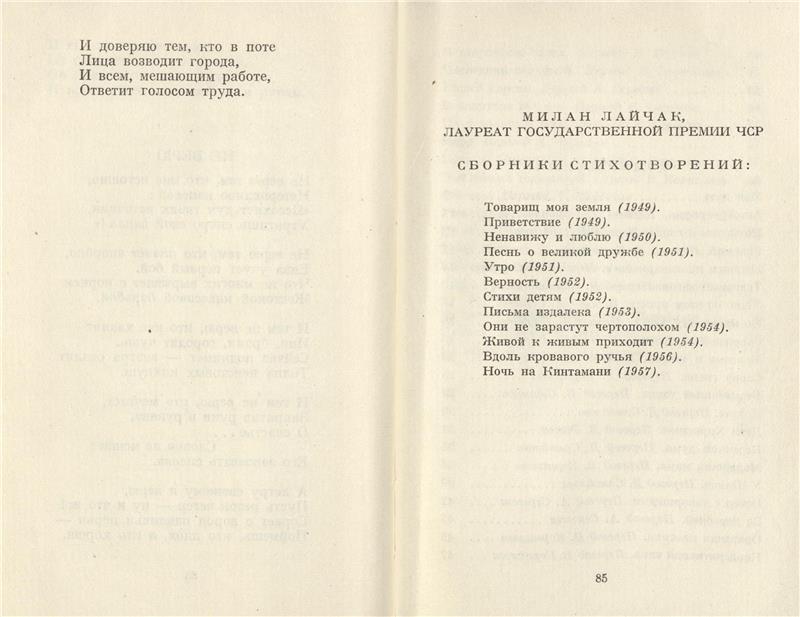 И доверяю тем, кто в поте
Лица возводит города,
И всем, мешающим работе,
Ответит голосом труда.
МИЛАН ЛАЙЧАК,
ЛАУРЕАТ ГОСУДАРСТВЕННОЙ ПРЕМИИ ЧСР
СБОРНИКИ СТИХОТВОРЕНИЙ:
Товарищ моя земля (1949).
Приветствие (1949).
Ненавижу и люблю (1950).
Песнь о великой дружбе (1951).
Утро (1951).
Верность (1952).
Стихи детям (1952).
Письма издалека (1953).
Они не зарастут чертополохом (1954).
Живой к живым приходит (1954).
Вдоль кровавого ручья (1956).
Ночь на Кинтамани (1957).
85